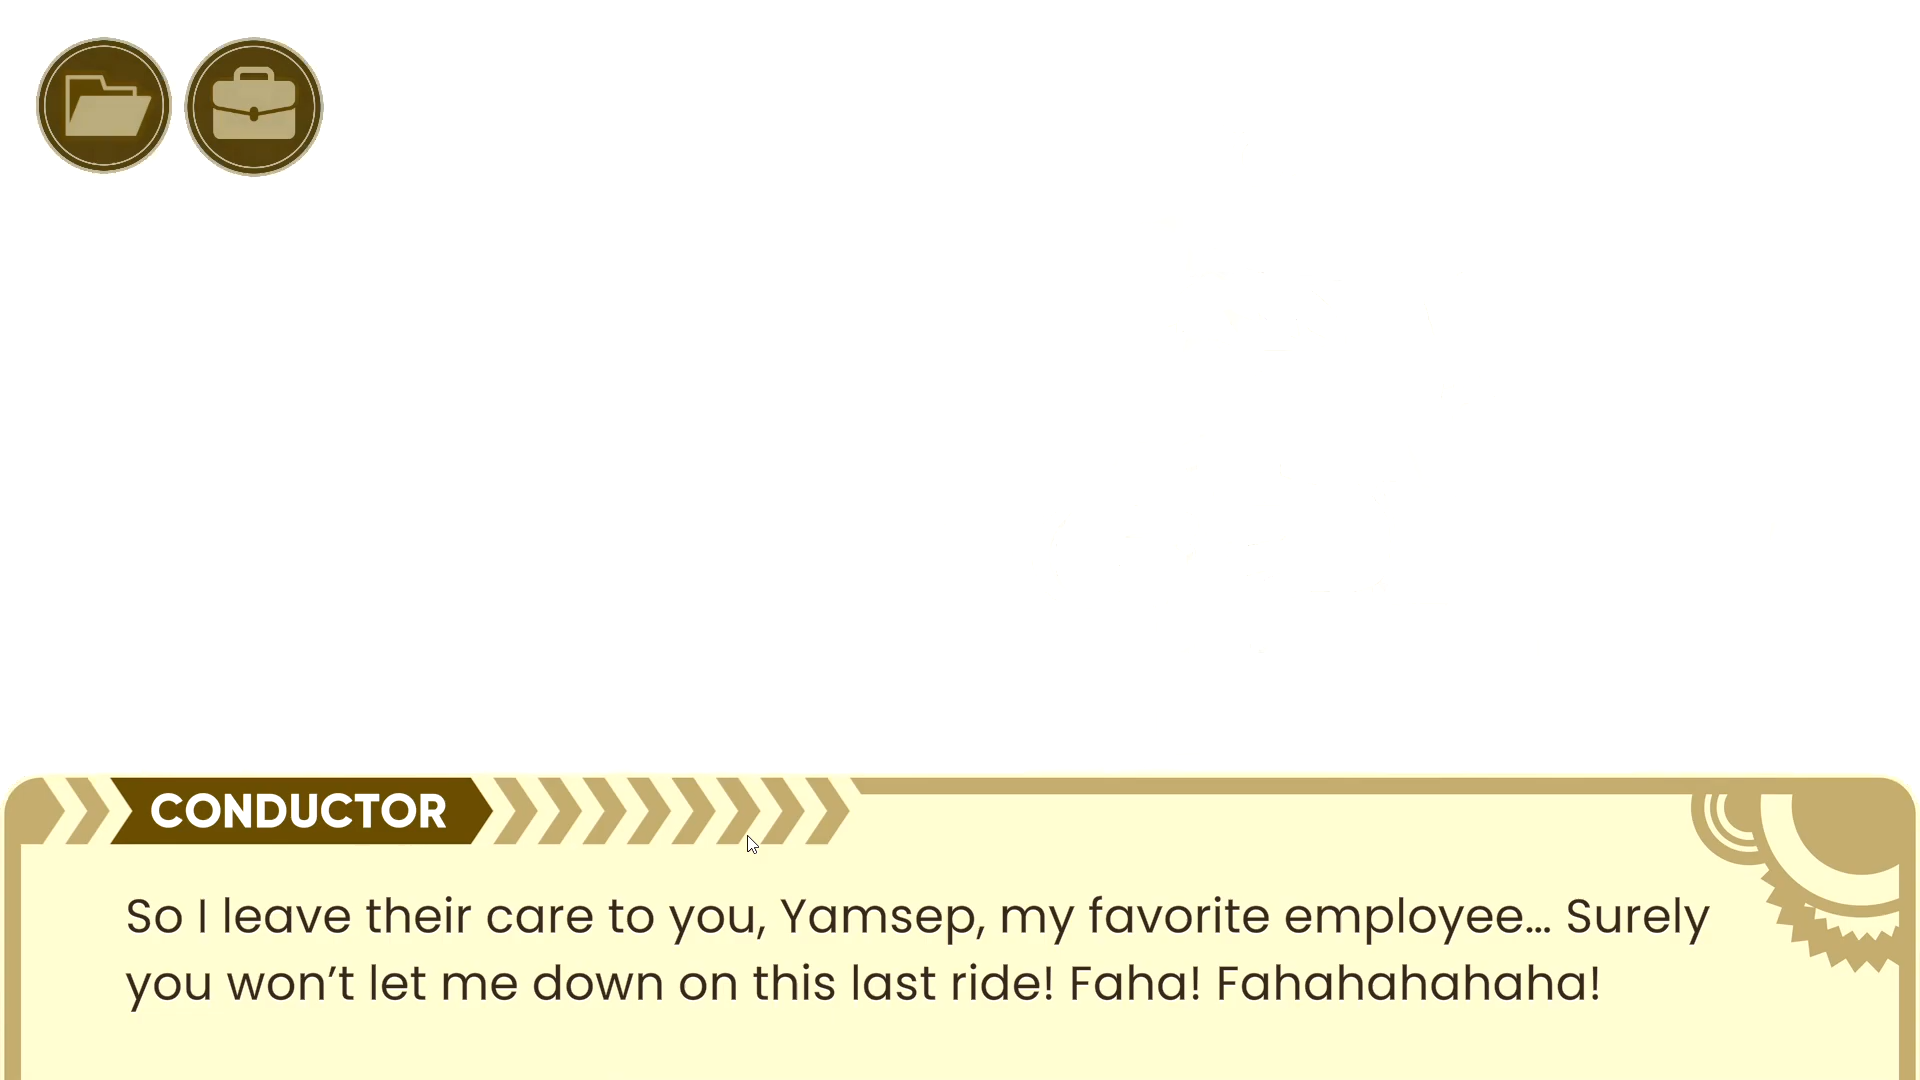 CONDUCTOR
So I leave their care to you, Yamsep, my favorite employee... Surely
you won’t let me down on this last ride! Faha! Fahahahahaha!